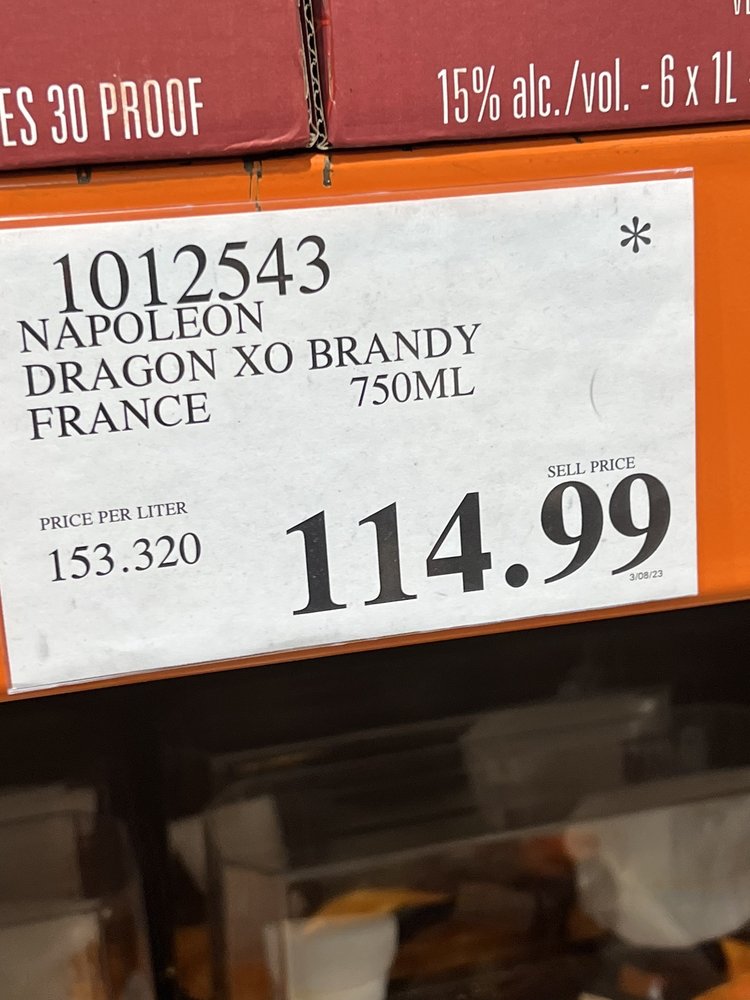 ES 30 PROOF
15% alc./vol. - 6 x 1L
1012543
*
NAPOLEON
DRAGON XO BRANDY
FRANCE 750ML
SELL PRICE
PRICE PER LITER
153.320
114.99
3/08/23